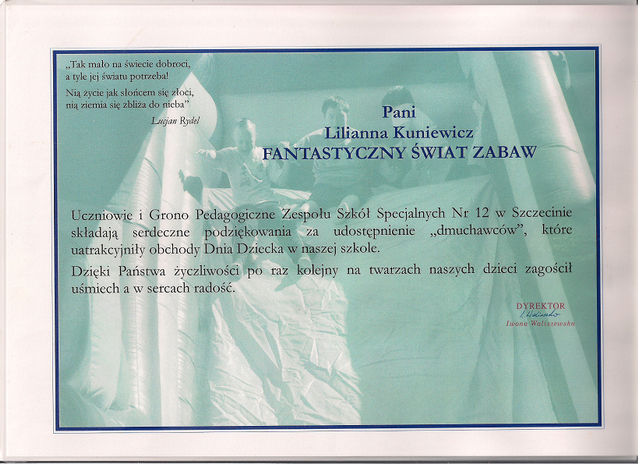 „Tak mało na świecie dobroci,
a tyle jej światu potrzeba!
Nią życie jak słońcem się złoci,
nią ziemia się zbliża do nieba”
Lucjan Rydel
Pani
Lilianna Kuniewicz
FANTASTYCZNY ŚWIAT ZABAW
Uczniowie i Grono Pedagogiczne Zespołu Szkół Specjalnych Nr 12 w Szczecinie
składają serdeczne podziękowania za udostępnienie „dmuchawców”, które
uatrakcyjniły obchody Dnia Dziecka w naszej szkole.
Dzięki Państwa życzliwości po raz kolejny na twarzach naszych dzieci zagościł
uśmiech a w sercach radość.
DYREKTOR
Iwona Waliszewska